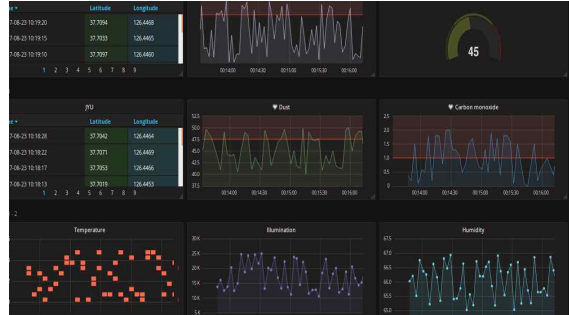 Latitude Longitude
7-08-23 10:19:20 37.7094 126.4468
7-08-23 10:19:15 37.7033 126.4465
7-08-23 10:19:10 37.7097 126.4460
1 2 3 4 5 6 7 8 9
00:14:00 00:14:30 00:15:00 00:15:30 00:16:00
45
JYU
Latitude Longitude
7-08-23 10:18:28 37.7042 126.4464
7-08-23 10:18:22 37.7071 126.4469
7-08-23 10:18:17 37.7053 126.4466
7-08-23 10:18:13 37.7019 126.4453
1 2 3 4 5 6 7 8 9
Dust
52.5
50.0
47.5
45.0
42.5
40.0
37.5
00:14:00 00:14:30 00:15:00 00:15:30 00:16:00
Carbon monoxide
2.5
2.0
1.5
1.0
0.5
0
00:14:00 00:14:30 00:15:00 00:15:30 00:16:00
Temperature
Illumination
30 K
25 K
20 K
15 K
10 K
5 K
Humidity
67.5
67.0
66.5
66.0
65.5
65.0